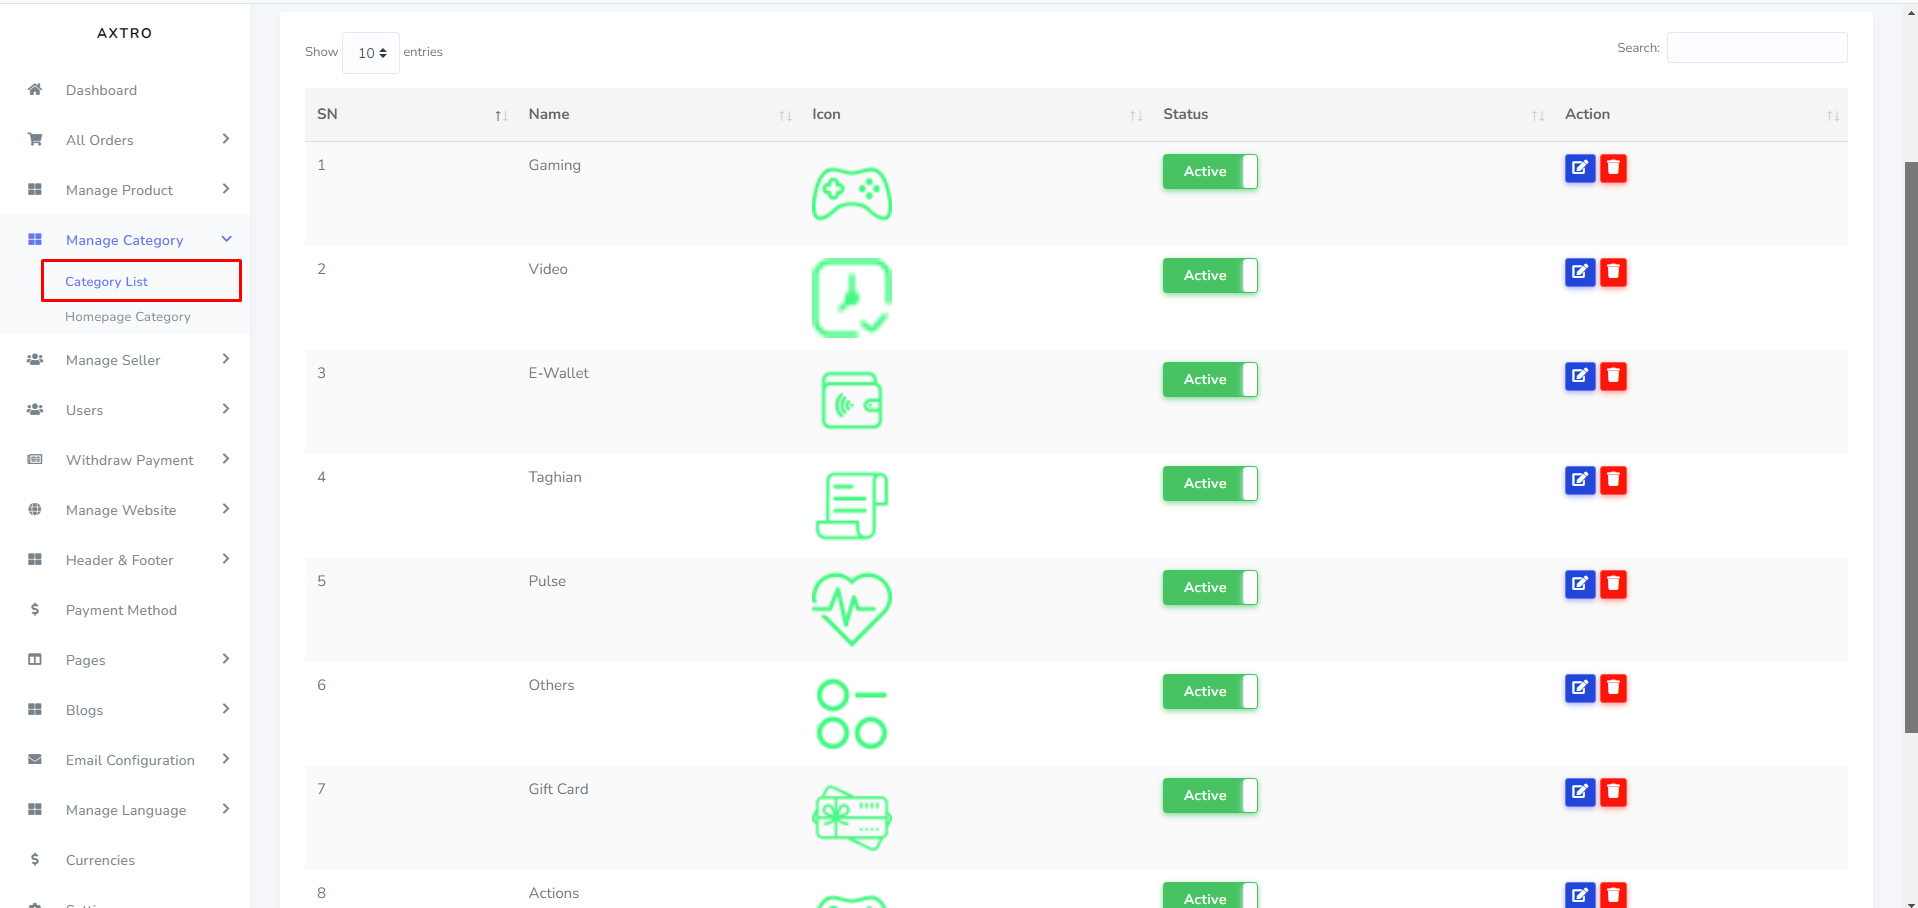 AXTRO
Dashboard
All Orders
Manage Product
Manage Category
Category List
Homepage Category
Manage Seller
Users
Withdraw Payment
Manage Website
Header & Footer
Payment Method
Pages
Blogs
Email Configuration
Manage Language
Currencies
Show 10 entries
Search:
SN Name Icon Status Action
1 Gaming Active
2 Video Active
3 E-Wallet Active
4 Taghian Active
5 Pulse Active
6 Others Active
7 Gift Card Active
8 Actions Active